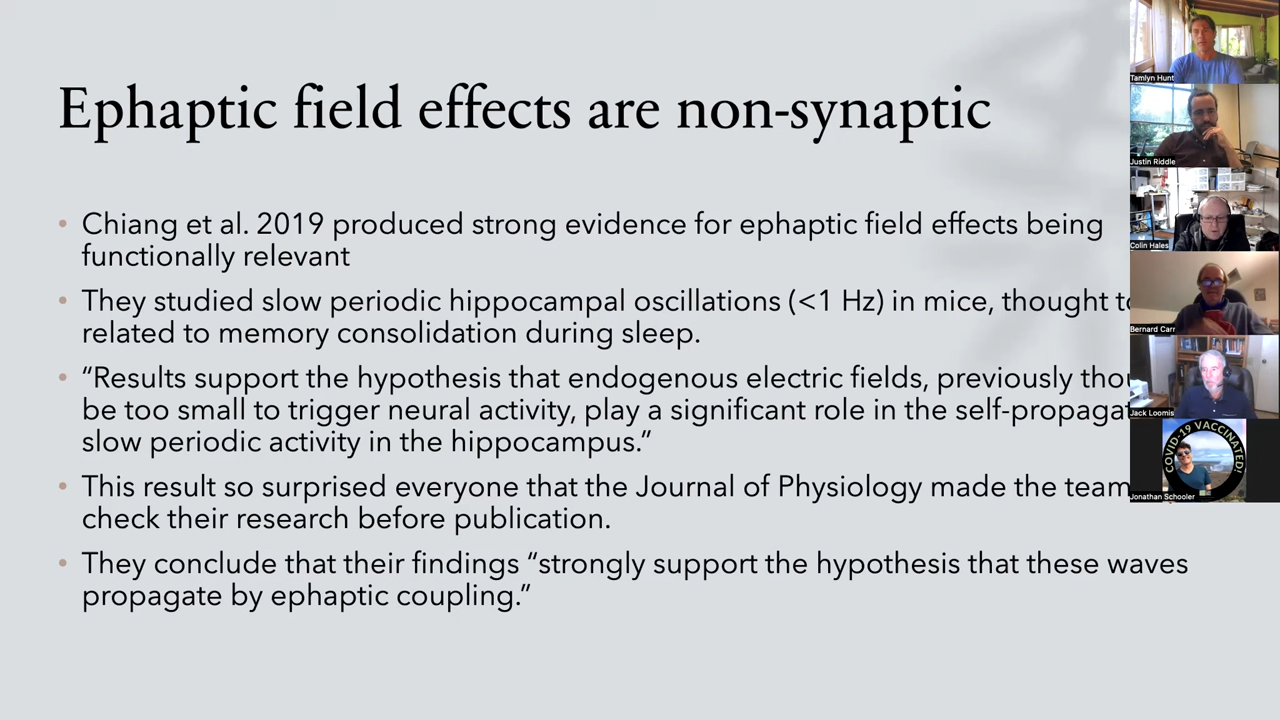 Ephaptic field effects are non-synaptic
• Chiang et al. 2019 produced strong evidence for ephaptic field effects being
functionally relevant
• They studied slow periodic hippocampal oscillations (<1 Hz) in mice, thought
related to memory consolidation during sleep.
• “Results support the hypothesis that endogenous electric fields, previously
be too small to trigger neural activity, play a significant role in the
slow periodic activity in the hippocampus.”
• This result so surprised everyone that the Journal of Physiology made the team
check their research before publication.
• They conclude that their findings “strongly support the hypothesis that these waves
propagate by ephaptic coupling.”
Tamlyn Hunt
Justin Riddle
Colin Hales
Bernard Carr
Jack Loomis
COVID-19 VACCINATED!
Jonathan Schooler